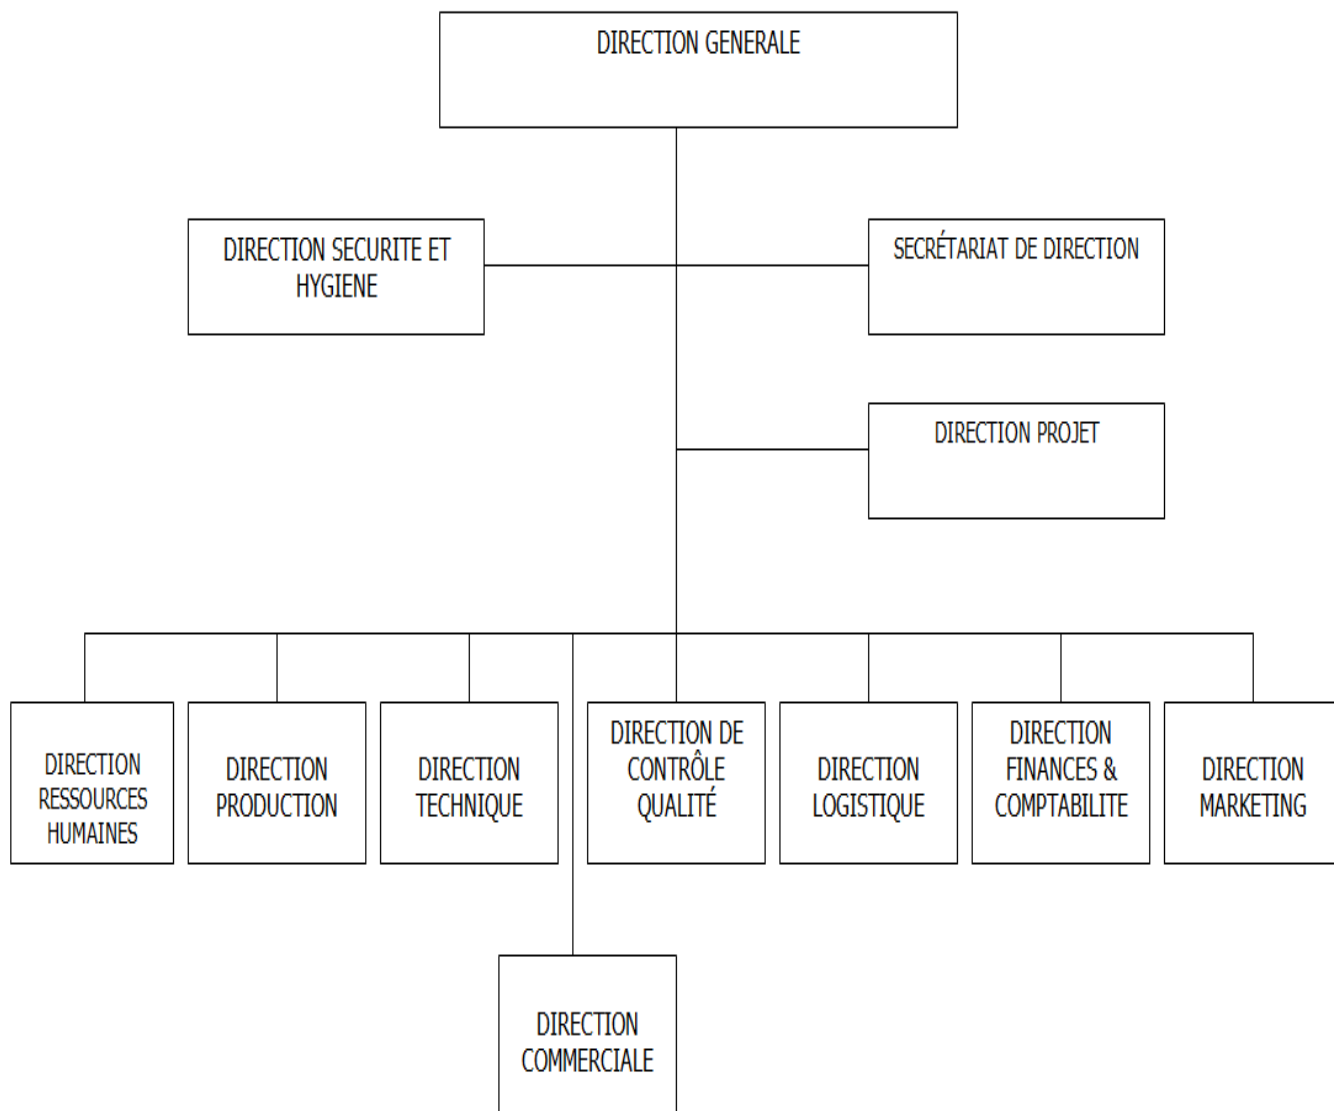 DIRECTION GENERALE
DIRECTION SECURITE ET
HYGIENE
SECRÉTARIAT DE DIRECTION
DIRECTION PROJET
DIRECTION
RESSOURCES
HUMAINES
DIRECTION
PRODUCTION
DIRECTION
TECHNIQUE
DIRECTION DE
CONTRÔLE
QUALITÉ
DIRECTION
LOGISTIQUE
DIRECTION
FINANCES &
COMPTABILITE
DIRECTION
MARKETING
DIRECTION
COMMERCIALE